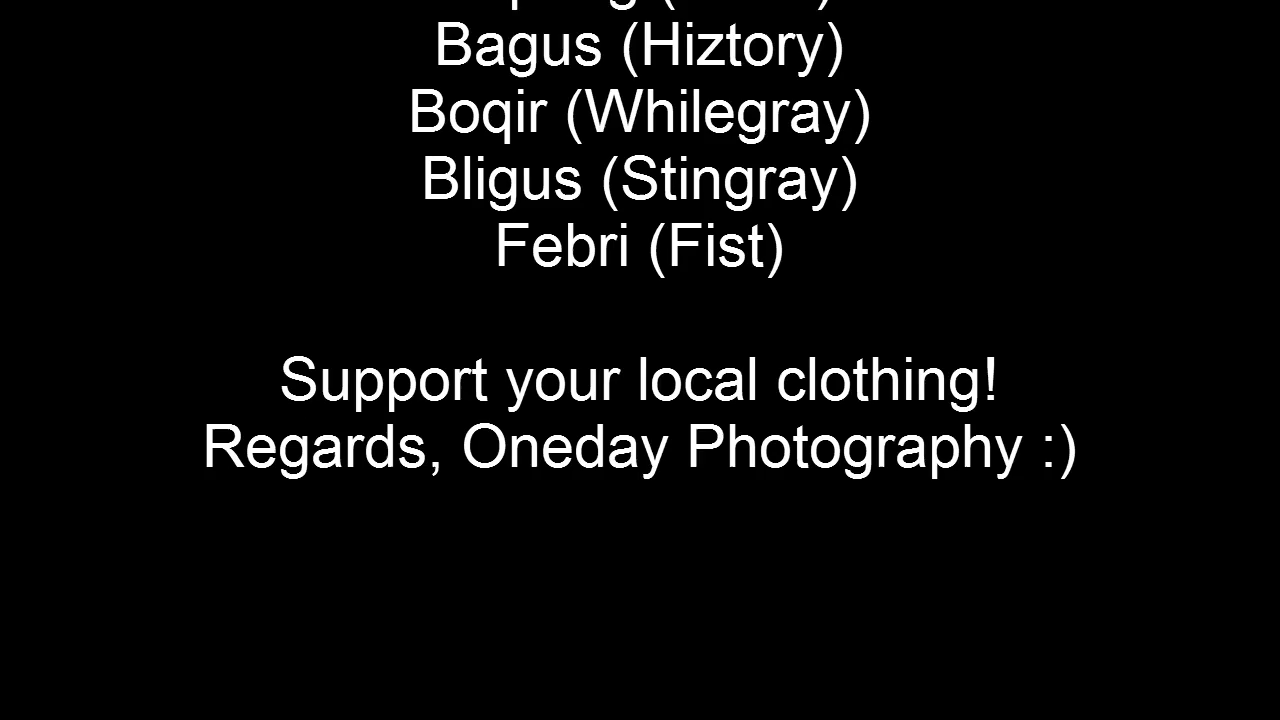 Bagus (Hiztory)
Boqir (Whilegray)
Bligus (Stingray)
Febri (Fist)
Support your local clothing!
Regards, Oneday Photography :)